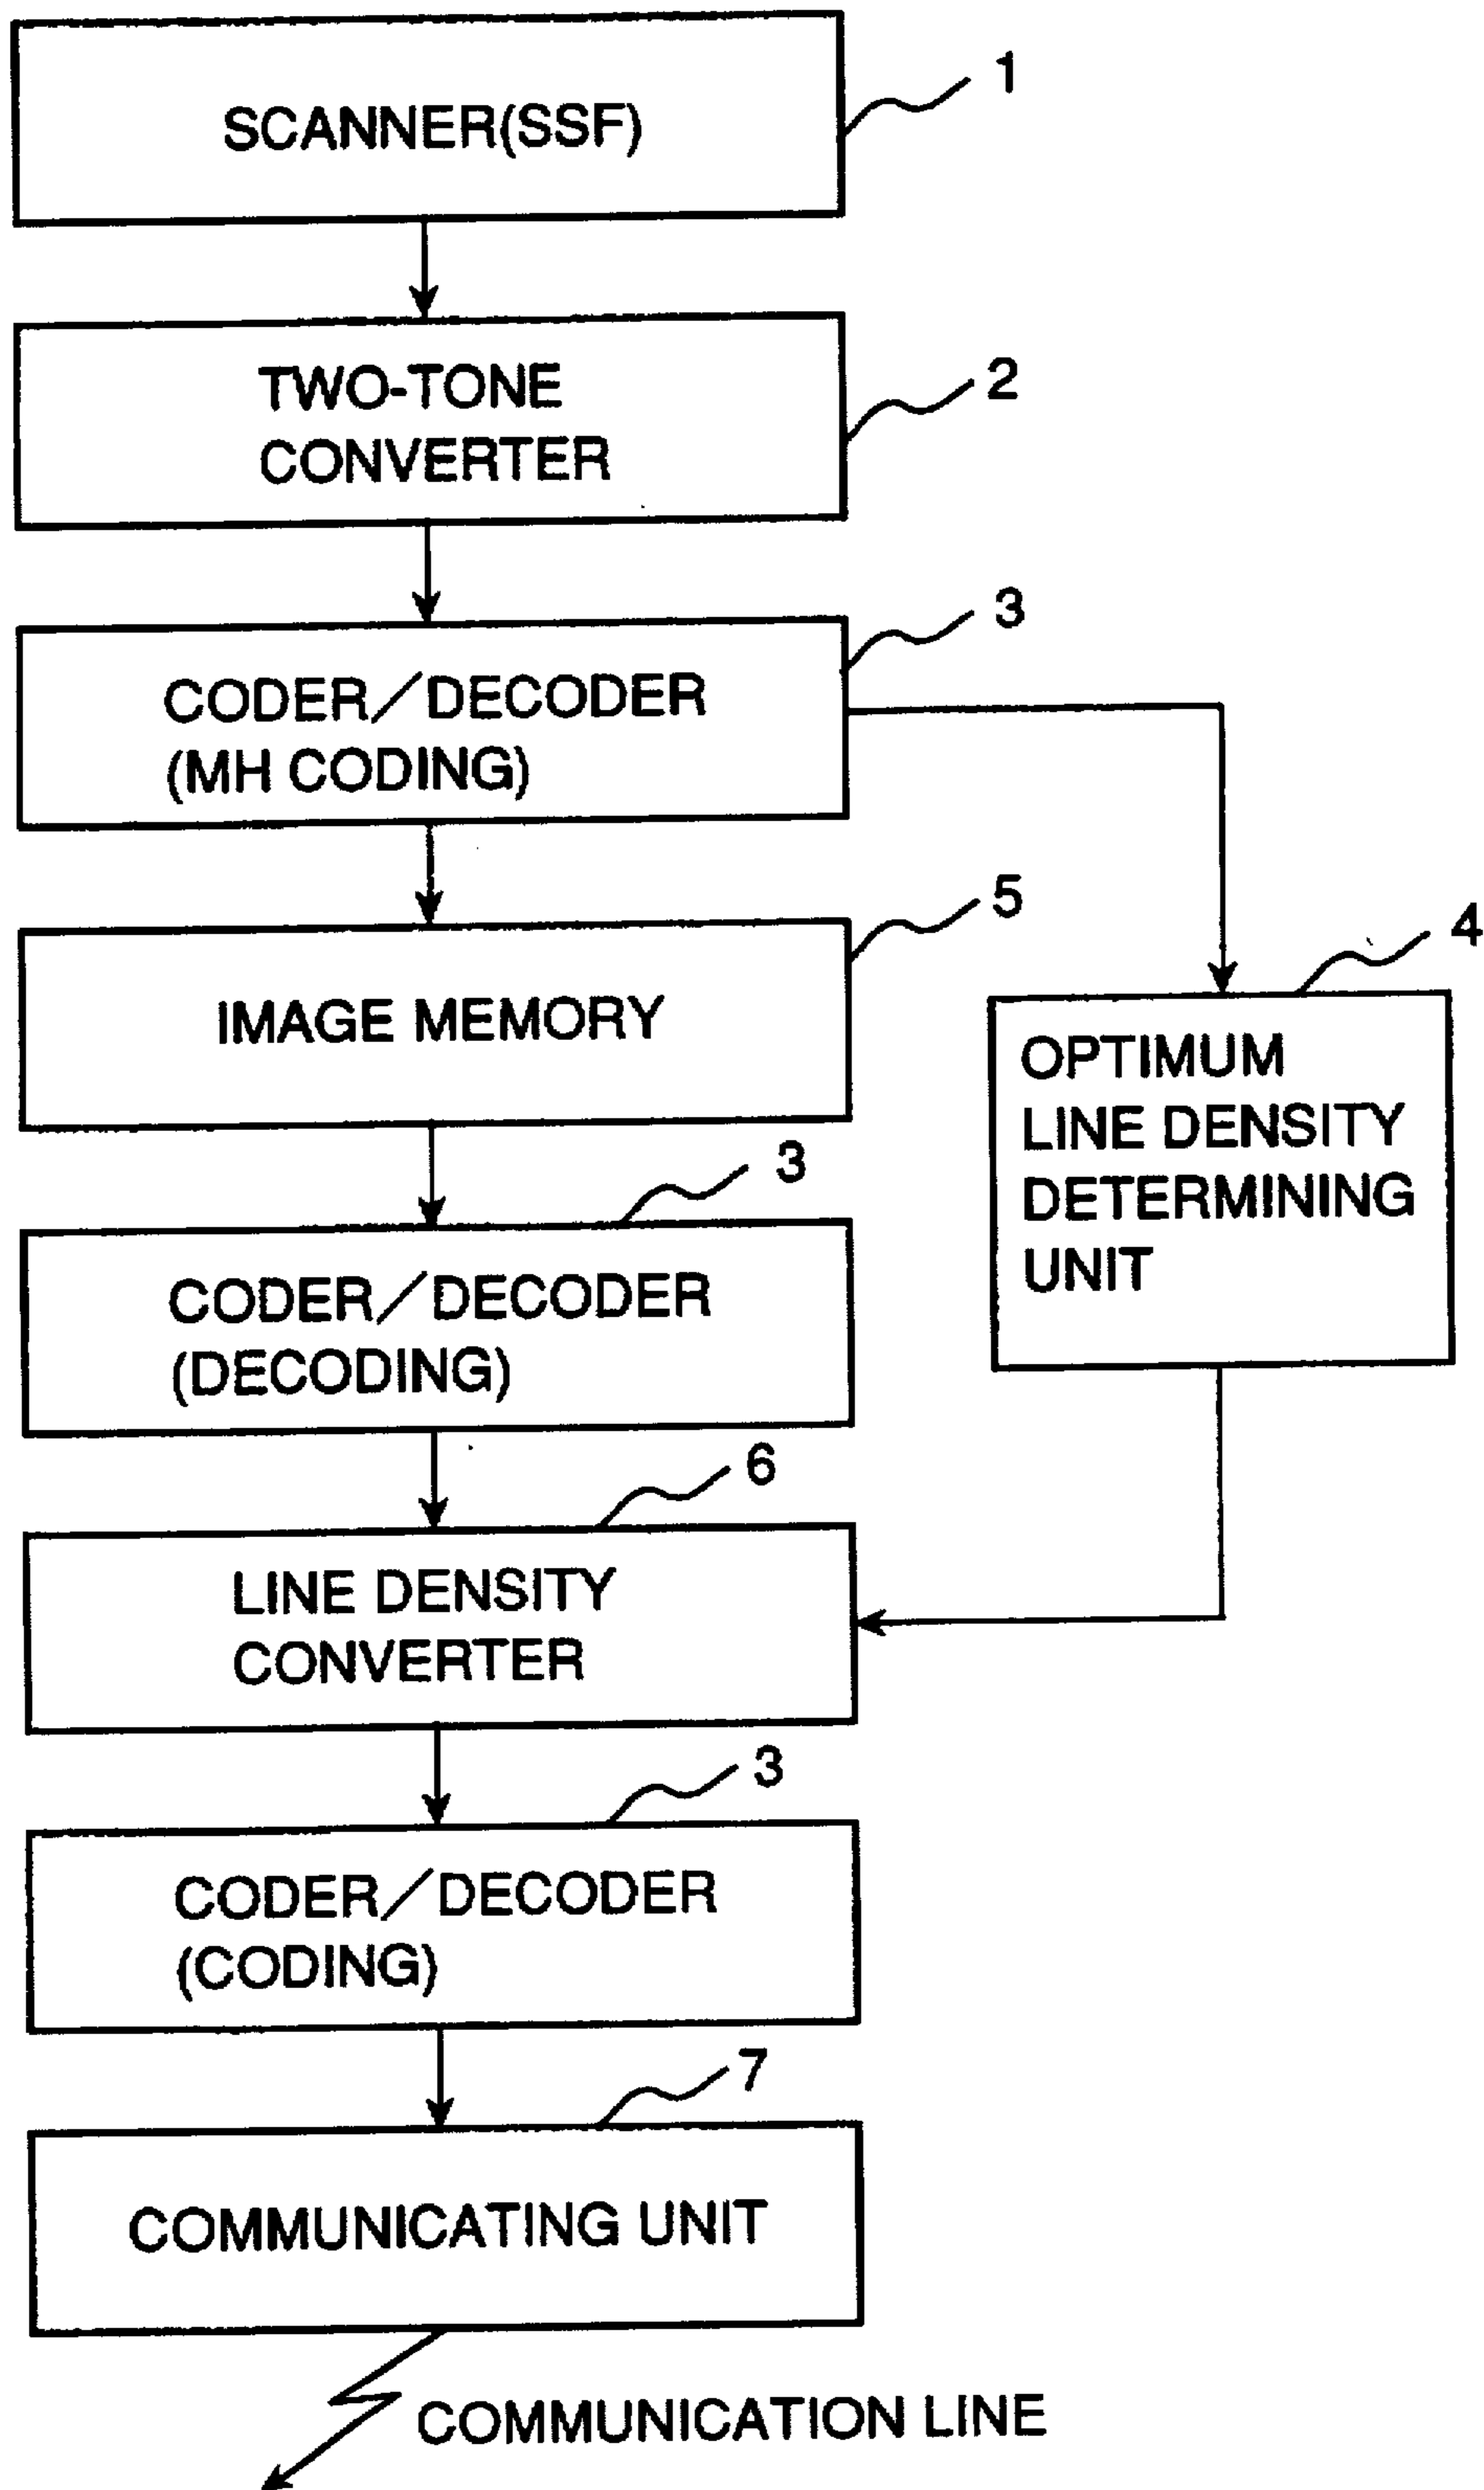 SCANNER(SSF)
1
TWO-TONE
CONVERTER
2
CODER/DECODER
(MH CODING)
3
IMAGE MEMORY
5
OPTIMUM
LINE DENSITY
DETERMINING
UNIT
4
CODER/DECODER
(DECODING)
3
LINE DENSITY
CONVERTER
6
CODER/DECODER
(CODING)
3
COMMUNICATING UNIT
7
COMMUNICATION LINE